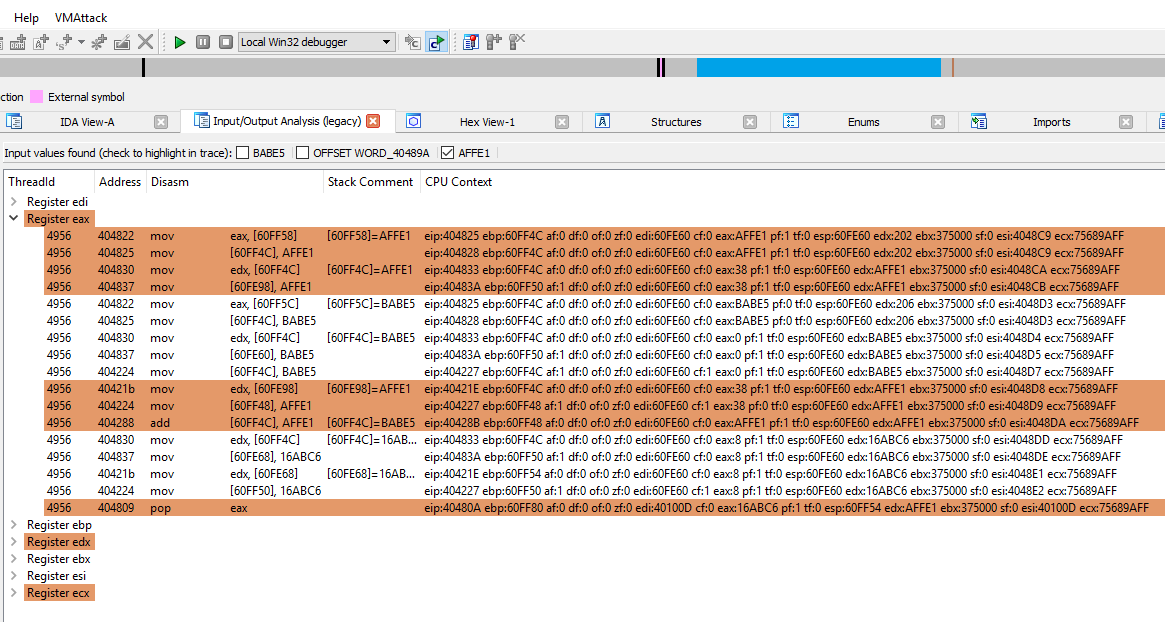 Help VMAttack
Local Win32 debugger
ction External symbol
IDA View-A Input/Output Analysis (legacy) Hex View-1 Structures Enums Imports
Input values found (check to highlight in trace): BABE5 OFFSET WORD_40489A AFFE1
ThreadId Address Disasm Stack Comment CPU Context
Register edi
Register eax
4956 404822 mov eax, [60FF58] [60FF58]=AFFE1 eip:404825 ebp:60FF4C af:0 df:0 of:0 zf:0 edi:60FE60 cf:0 eax:AFFE1 pf:1 tf:0 esp:60FE60 edx:202 ebx:375000 sf:0 esi:4048C9 ecx:75689AFF
4956 404825 mov [60FF4C], AFFE1 eip:404828 ebp:60FF4C af:0 df:0 of:0 zf:0 edi:60FE60 cf:0 eax:AFFE1 pf:1 tf:0 esp:60FE60 edx:202 ebx:375000 sf:0 esi:4048C9 ecx:75689AFF
4956 404830 mov edx, [60FF4C] [60FF4C]=AFFE1 eip:404833 ebp:60FF4C af:0 df:0 of:0 zf:0 edi:60FE60 cf:0 eax:38 pf:1 tf:0 esp:60FE60 edx:AFFE1 ebx:375000 sf:0 esi:4048CA ecx:75689AFF
4956 404837 mov [60FE98], AFFE1 eip:40483A ebp:60FF50 af:1 df:0 of:0 zf:0 edi:60FE60 cf:0 eax:38 pf:1 tf:0 esp:60FE60 edx:AFFE1 ebx:375000 sf:0 esi:4048CB ecx:75689AFF
4956 404822 mov eax, [60FF5C] [60FF5C]=BABE5 eip:404825 ebp:60FF4C af:0 df:0 of:0 zf:0 edi:60FE60 cf:0 eax:BABE5 pf:0 tf:0 esp:60FE60 edx:206 ebx:375000 sf:0 esi:4048D3 ecx:75689AFF
4956 404825 mov [60FF4C], BABE5 eip:404828 ebp:60FF4C af:0 df:0 of:0 zf:0 edi:60FE60 cf:0 eax:BABE5 pf:0 tf:0 esp:60FE60 edx:206 ebx:375000 sf:0 esi:4048D3 ecx:75689AFF
4956 404830 mov edx, [60FF4C] [60FF4C]=BABE5 eip:404833 ebp:60FF4C af:0 df:0 of:0 zf:0 edi:60FE60 cf:0 eax:0 pf:1 tf:0 esp:60FE60 edx:BABE5 ebx:375000 sf:0 esi:4048D4 ecx:75689AFF
4956 404837 mov [60FE60], BABE5 eip:40483A ebp:60FF50 af:1 df:0 of:0 zf:0 edi:60FE60 cf:0 eax:0 pf:1 tf:0 esp:60FE60 edx:BABE5 ebx:375000 sf:0 esi:4048D5 ecx:75689AFF
4956 404224 mov [60FF4C], BABE5 eip:404227 ebp:60FF4C af:1 df:0 of:0 zf:0 edi:60FE60 cf:1 eax:0 pf:1 tf:0 esp:60FE60 edx:BABE5 ebx:375000 sf:0 esi:4048D7 ecx:75689AFF
4956 40421b mov edx, [60FE98] [60FE98]=AFFE1 eip:40421E ebp:60FF4C af:0 df:0 of:0 zf:0 edi:60FE60 cf:0 eax:38 pf:1 tf:0 esp:60FE60 edx:AFFE1 ebx:375000 sf:0 esi:4048D8 ecx:75689AFF
4956 404224 mov [60FF48], AFFE1 eip:404227 ebp:60FF48 af:1 df:0 of:0 zf:0 edi:60FE60 cf:1 eax:38 pf:0 tf:0 esp:60FE60 edx:AFFE1 ebx:375000 sf:0 esi:4048D9 ecx:75689AFF
4956 404288 add [60FF4C], AFFE1 [60FF4C]=BABE5 eip:40428B ebp:60FF48 af:0 df:0 of:0 zf:0 edi:60FE60 cf:0 eax:AFFE1 pf:1 tf:0 esp:60FE60 edx:AFFE1 ebx:375000 sf:0 esi:4048DA ecx:75689AFF
4956 404830 mov edx, [60FF4C] [60FF4C]=16AB... eip:404833 ebp:60FF4C af:0 df:0 of:0 zf:0 edi:60FE60 cf:0 eax:8 pf:1 tf:0 esp:60FE60 edx:16ABC6 ebx:375000 sf:0 esi:4048DD ecx:75689AFF
4956 404837 mov [60FE68], 16ABC6 eip:40483A ebp:60FF50 af:1 df:0 of:0 zf:0 edi:60FE60 cf:0 eax:8 pf:1 tf:0 esp:60FE60 edx:16ABC6 ebx:375000 sf:0 esi:4048DE ecx:75689AFF
4956 40421b mov edx, [60FE68] [60FE68]=16AB... eip:40421E ebp:60FF54 af:0 df:0 of:0 zf:0 edi:60FE60 cf:0 eax:8 pf:1 tf:0 esp:60FE60 edx:16ABC6 ebx:375000 sf:0 esi:4048E1 ecx:75689AFF
4956 404224 mov [60FF50], 16ABC6 eip:404227 ebp:60FF50 af:1 df:0 of:0 zf:0 edi:60FE60 cf:1 eax:8 pf:1 tf:0 esp:60FE60 edx:16ABC6 ebx:375000 sf:0 esi:4048E2 ecx:75689AFF
4956 404809 pop eax eip:40480A ebp:60FF80 af:0 df:0 of:0 zf:0 edi:40100D cf:0 eax:16ABC6 pf:1 tf:0 esp:60FF54 edx:AFFE1 ebx:375000 sf:0 esi:40100D ecx:75689AFF
Register ebp
Register edx
Register ebx
Register esi
Register ecx